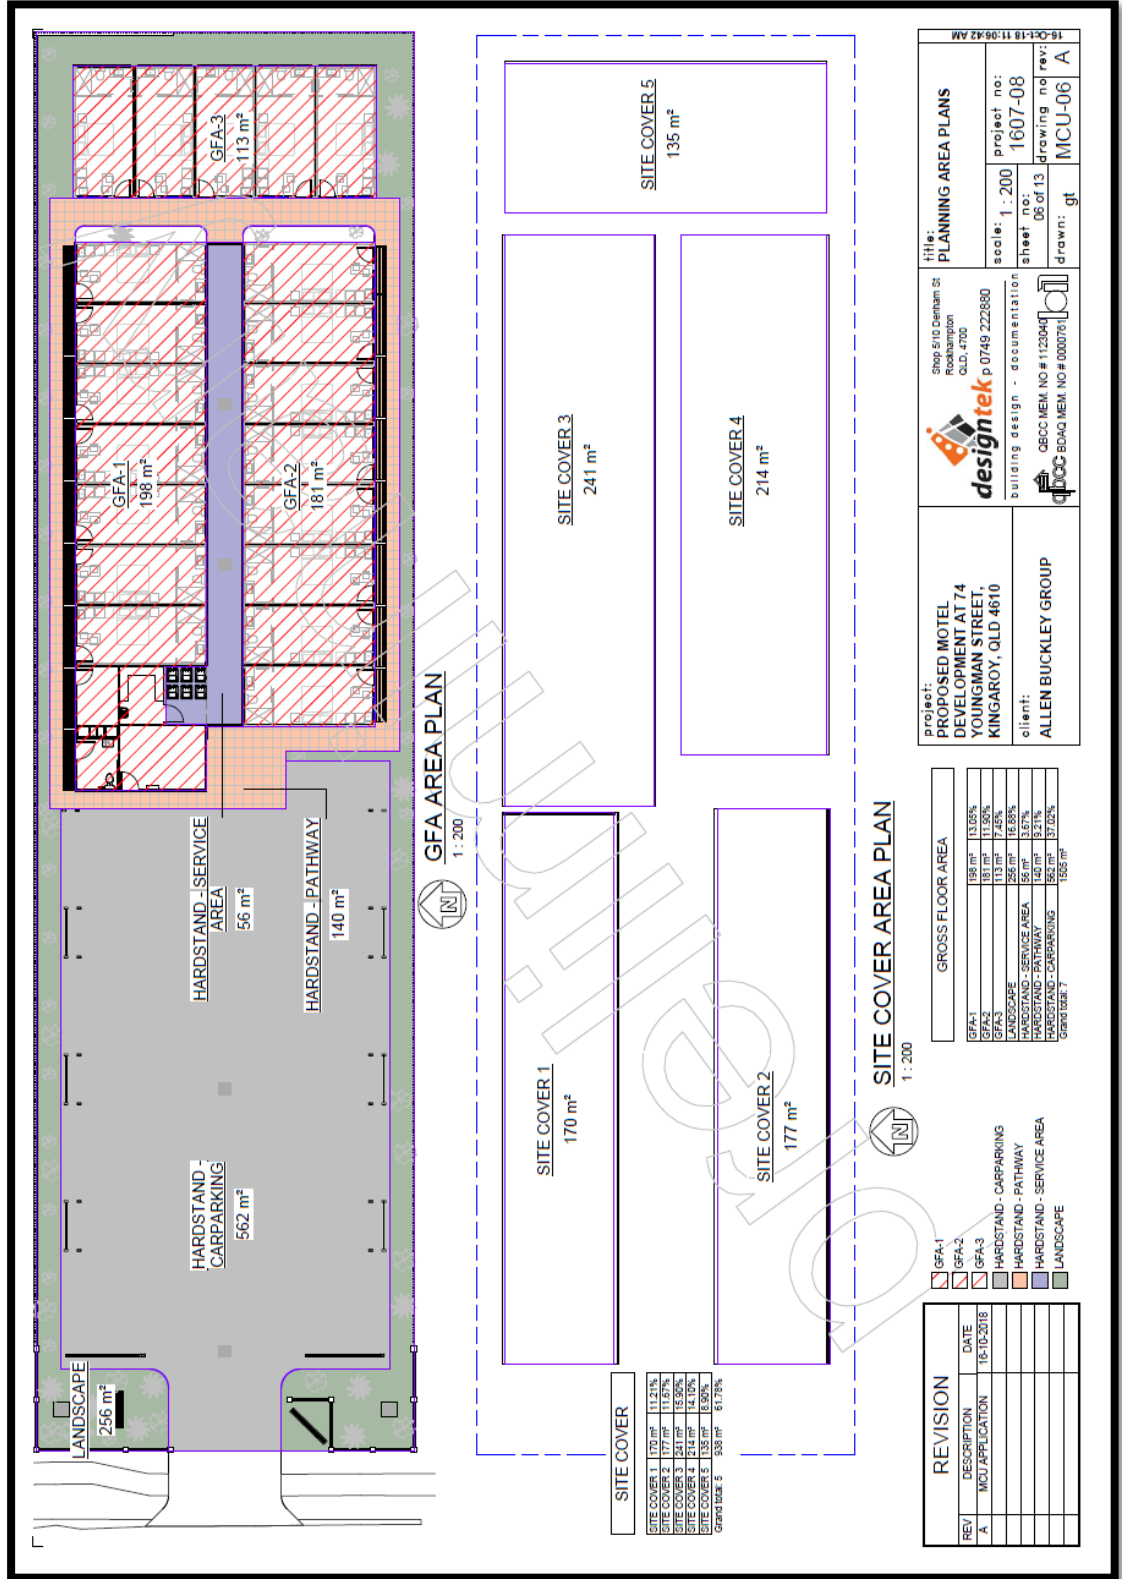 LANDSCAPE
256 m²
HARDSTAND -
CARPARKING
562 m²
HARDSTAND - SERVICE
AREA
56 m²
HARDSTAND - PATHWAY
140 m²
GFA-1
198 m²
GFA-2
181 m²
GFA-3
113 m²
GFA AREA PLAN
1 : 200
N
SITE COVER 1
170 m²
SITE COVER 2
177 m²
SITE COVER 3
241 m²
SITE COVER 4
214 m²
SITE COVER 5
135 m²
SITE COVER
SITE COVER 1 170 m² 11.21%
SITE COVER 2 177 m² 11.67%
SITE COVER 3 241 m² 15.90%
SITE COVER 4 214 m² 14.10%
SITE COVER 5 135 m² 8.90%
Grand total: 5 938 m² 61.78%
SITE COVER AREA PLAN
1 : 200
N
REVISION
REV DESCRIPTION DATE
A MCU APPLICATION 16-10-2018
GFA-1
GFA-2
GFA-3
HARDSTAND - CARPARKING
HARDSTAND - PATHWAY
HARDSTAND - SERVICE AREA
LANDSCAPE
GROSS FLOOR AREA
GFA-1 198 m² 13.05%
GFA-2 181 m² 11.90%
GFA-3 113 m² 7.45%
LANDSCAPE 256 m² 16.88%
HARDSTAND - SERVICE AREA 56 m² 3.67%
HARDSTAND - PATHWAY 140 m² 9.21%
HARDSTAND - CARPARKING 562 m² 37.02%
Grand total: 7 1505 m²
project:
PROPOSED MOTEL
DEVELOPMENT AT 74
YOUNGMAN STREET,
KINGAROY, QLD 4610
client:
ALLEN BUCKLEY GROUP
Shop 5/10 Denham St
Rockhampton
QLD, 4700
designtek p 0749 222880
building design - documentation
QBCC MEM. NO # 1123040
qbcc BDAQ MEM. NO # 0000761
title:
PLANNING AREA PLANS
scale: 1 : 200
project no:
1607-08
sheet no:
06 of 13
drawing no:
MCU-06
rev:
A
drawn: gt
16-Oct-18 11:06:42 AM